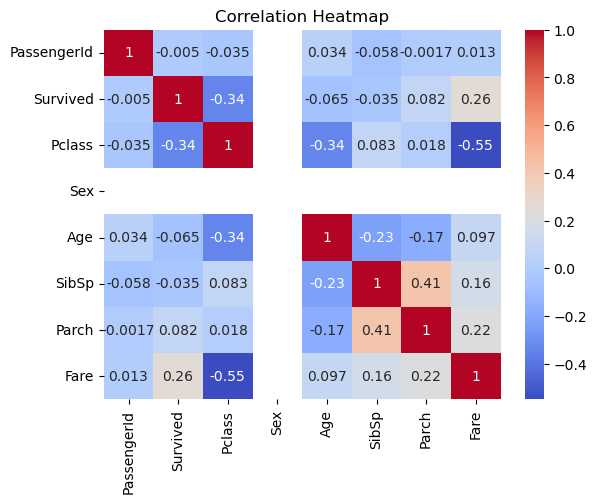 Correlation Heatmap
PassengerId 1 -0.005 -0.035 0.034 -0.058 -0.0017 0.013
Survived -0.005 1 -0.34 -0.065 -0.035 0.082 0.26
Pclass -0.035 -0.34 1 -0.34 0.083 0.018 -0.55
Sex
Age 0.034 -0.065 -0.34 1 -0.23 -0.17 0.097
SibSp -0.058 -0.035 0.083 -0.23 1 0.41 0.16
Parch -0.0017 0.082 0.018 -0.17 0.41 1 0.22
Fare 0.013 0.26 -0.55 0.097 0.16 0.22 1
PassengerId Survived Pclass Sex Age SibSp Parch Fare
1.0
0.8
0.6
0.4
0.2
0.0
−0.2
−0.4